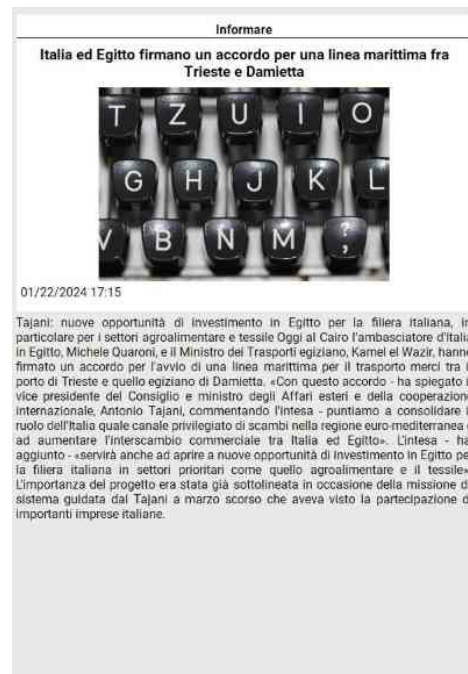 Informare
Italia ed Egitto firmano un accordo per una linea marittima fra
Trieste e Damietta
T Z U I O
G H J K L
V B N M ? ;
01/22/2024 17:15
Tajani: nuove opportunità di investimento in Egitto per la filiera italiana, in
particolare per i settori agroalimentare e tessile Oggi al Cairo l'ambasciatore d'Italia
in Egitto, Michele Quaroni, e il Ministro dei Trasporti egiziano, Kamel el Wazir, hanno
firmato un accordo per l'avvio di una linea marittima per il trasporto merci tra i
porto di Trieste e quello egiziano di Damietta. «Con questo accordo - ha spiegato i
vice presidente del Consiglio e ministro degli Affari esteri e della cooperazione
internazionale, Antonio Tajani, commentando l'intesa - puntiamo a consolidare i
ruolo dell'Italia quale canale privilegiato di scambi nella regione euro-mediterranea e
ad aumentare l'interscambio commerciale tra Italia ed Egitto». L'intesa - ha
aggiunto - «servirà anche ad aprire a nuove opportunità di investimento in Egitto pe
la filiera italiana in settori prioritari come quello agroalimentare e il tessile»
L'importanza del progetto era stata già sottolineata in occasione della missione d
sistema guidata dal Tajani a marzo scorso che aveva visto la partecipazione d
importanti imprese italiane.